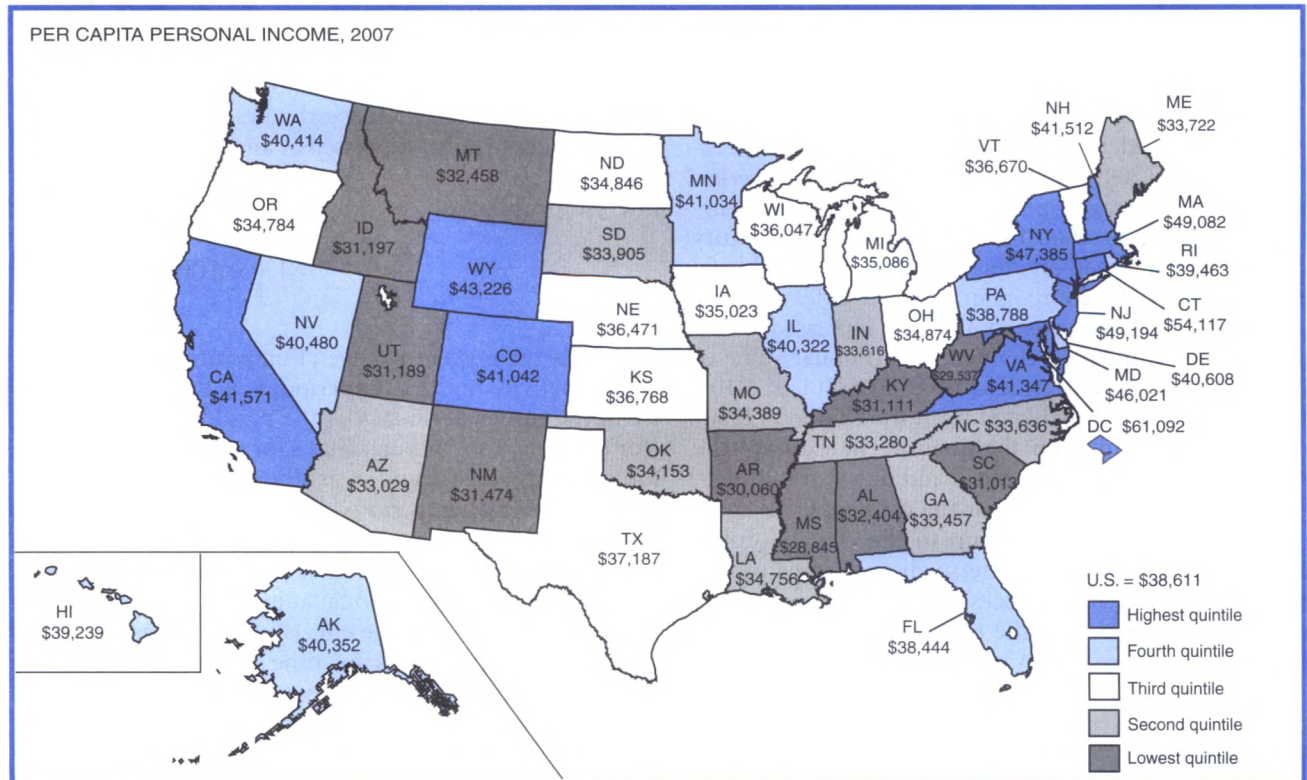 PER CAPITA PERSONAL INCOME, 2007
WA
$40,414
OR
$34,784
CA
$41,571
NV
$40,480
ID
$31,197
MT
$32,458
WY
$43,226
UT
$31,189
CO
$41,042
AZ
$33,029
NM
$31,474
ND
$34,846
SD
$33,905
NE
$36,471
KS
$36,768
OK
$34,153
TX
$37,187
MN
$41,034
IA
$35,023
MO
$34,389
AR
$30,060
LA
$34,756
WI
$36,047
IL
$40,322
MI
$35,086
IN
$33,616
OH
$34,874
KY
$31,111
TN $33,280
MS
$28,845
AL
$32,404
GA
$33,457
FL
$38,444
SC
$31,013
NC $33,636
WV
$29,537
VA
$41,347
PA
$38,788
NY
$47,385
VT
$36,670
NH
$41,512
ME
$33,722
MA
$49,082
RI
$39,463
CT
$54,117
NJ
$49,194
DE
$40,608
MD
$46,021
DC $61,092
HI
$39,239
AK
$40,352
U.S. = $38,611
Highest quintile
Fourth quintile
Third quintile
Second quintile
Lowest quintile